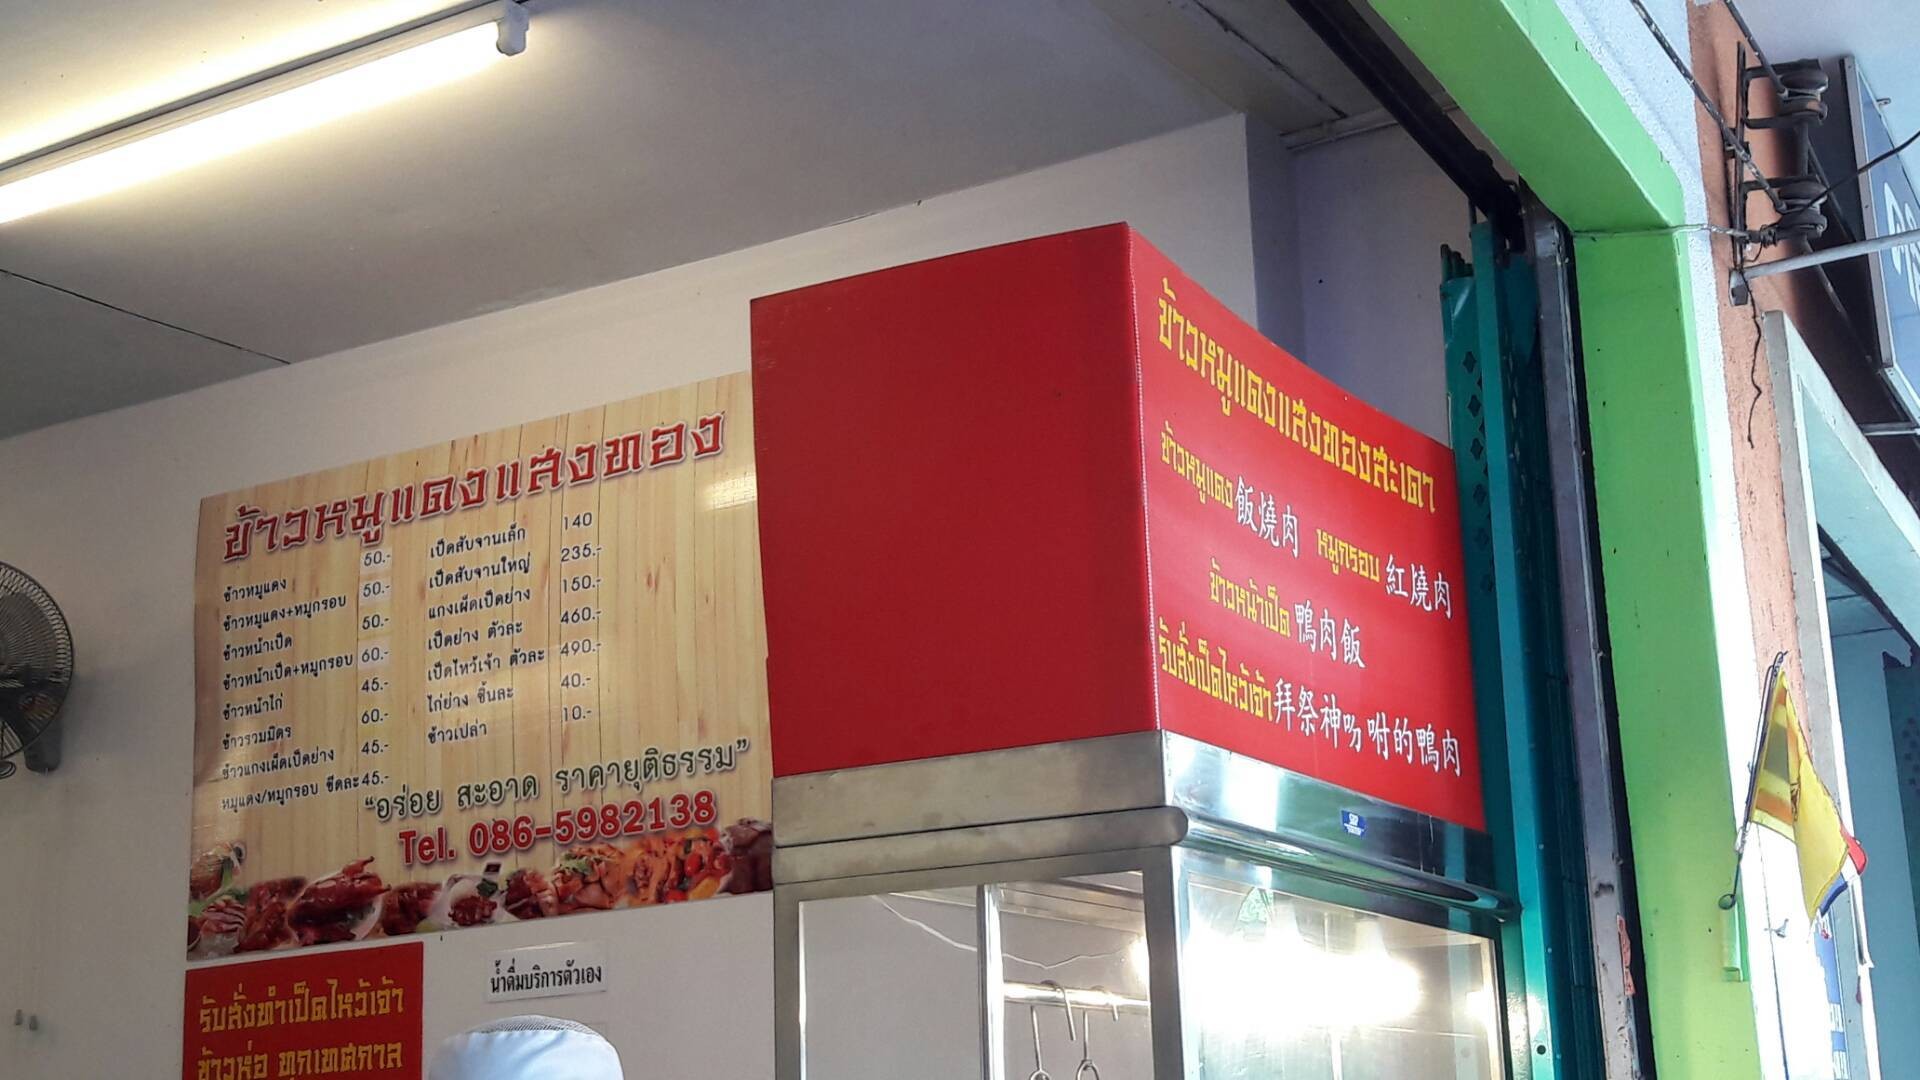 ข้าวหมูแดงแสงทอง
ข้าวหมูแดง 50.-
ข้าวหมูแดง+หมูกรอบ 50.-
ข้าวหน้าเป็ด 50.-
ข้าวหน้าเป็ด+หมูกรอบ 60.-
ข้าวหน้าไก่ 45.-
ข้าวรวมมิตร 60.-
ข้าวแกงเผ็ดเป็ดย่าง 45.-
หมูแดง/หมูกรอบ ขีดละ 45.-
เป็ดสับจานเล็ก 140
เป็ดสับจานใหญ่ 235.-
แกงเผ็ดเป็ดย่าง 150.-
เป็ดย่าง ตัวละ 460.-
เป็ดไหว้เจ้า ตัวละ 490.-
ไก่ย่าง ชิ้นละ 40.-
ข้าวเปล่า 10.-
“อร่อย สะอาด ราคายุติธรรม”
Tel. 086-5982138
รับสั่งทำเป็ดไหว้เจ้า
ข้าวห่อ ทุกเทศกาล
น้ำดื่มบริการตัวเอง
ข้าวหมูแดงแสงทองสะเดา
ข้าวหมูแดง飯燒肉 หมูกรอบ 紅燒肉
ข้าวหน้าเป็ด 鴨肉飯
รับสั่งเป็ดไหว้เจ้า拜祭神吩咐的鴨肉